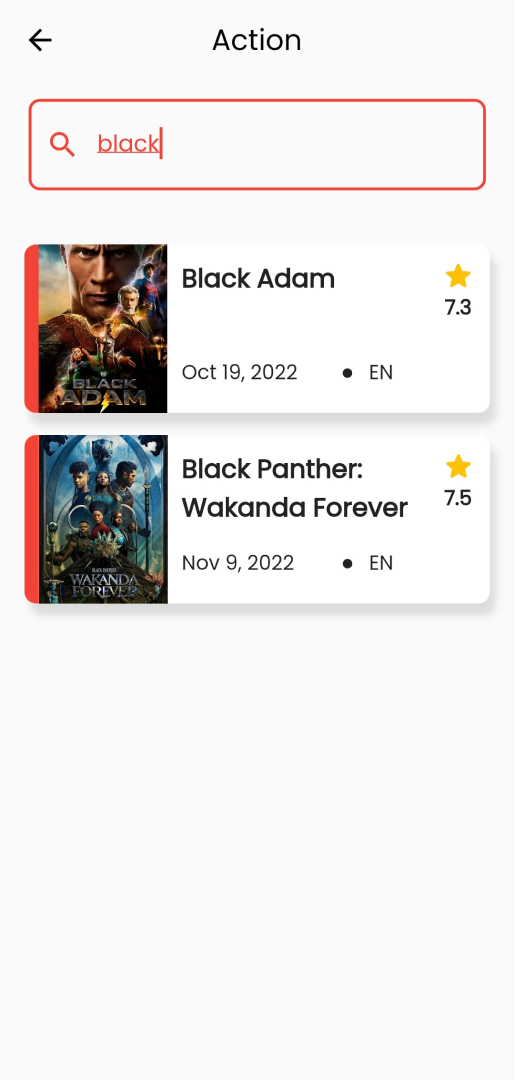 Action
black
Black Adam
7.3
Oct 19, 2022 ● EN
BLACK
ADAM
Black Panther:
Wakanda Forever
7.5
Nov 9, 2022 ● EN
BLACK PANTHER
WAKANDA
FOREVER